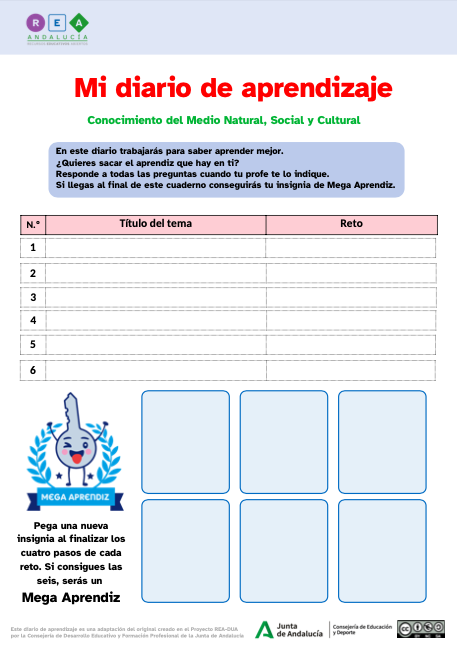 R E A
ANDALUCÍA
Mi diario de aprendizaje
Conocimiento del Medio Natural, Social y Cultural
En este diario trabajarás para saber aprender mejor.
¿Quieres sacar el aprendiz que hay en ti?
Responde a todas las preguntas cuando tu profe te lo indique.
Si llegas al final de este cuaderno conseguirás tu insignia de Mega Aprendiz.
N.º Título del tema Reto
1
2
3
4
5
6
MEGA APRENDIZ
Pega una nueva
insignia al finalizar los
cuatro pasos de cada
reto. Si consigues las
seis, serás un
Mega Aprendiz
Este diario de aprendizaje es una adaptación del original creado en el Proyecto REA-DUA
por la Consejería de Desarrollo Educativo y Formación Profesional de la Junta de Andalucía
Junta
de Andalucía
Consejería de Educación
y Deporte